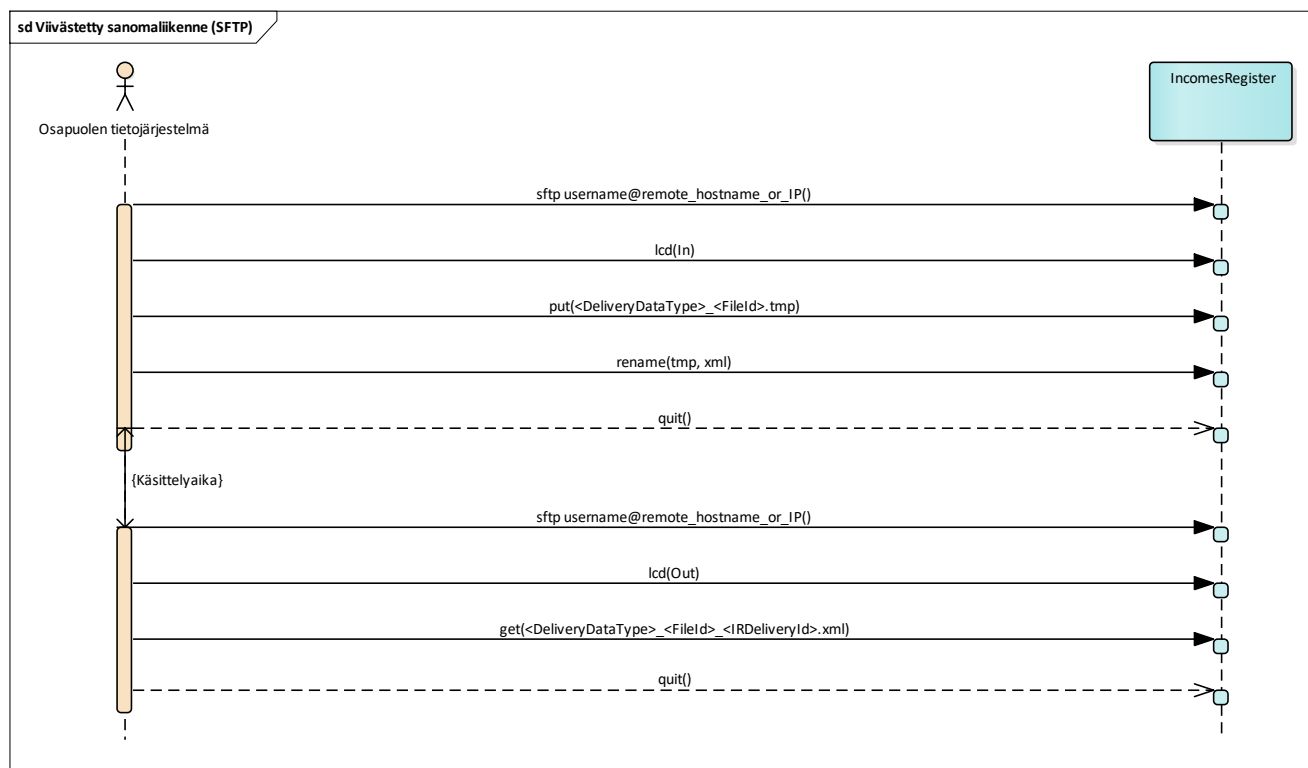 sd Viivästetty sanomaliikenne (SFTP)
Osapuolen tietojärjestelmä
IncomesRegister
sftp username@remote_hostname_or_IP()
lcd(In)
put(<DeliveryDataType>_<FileId>.tmp)
rename(tmp, xml)
quit()
{Käsittelyaika}
sftp username@remote_hostname_or_IP()
lcd(Out)
get(<DeliveryDataType>_<FileId>_<IRDeliveryId>.xml)
quit()